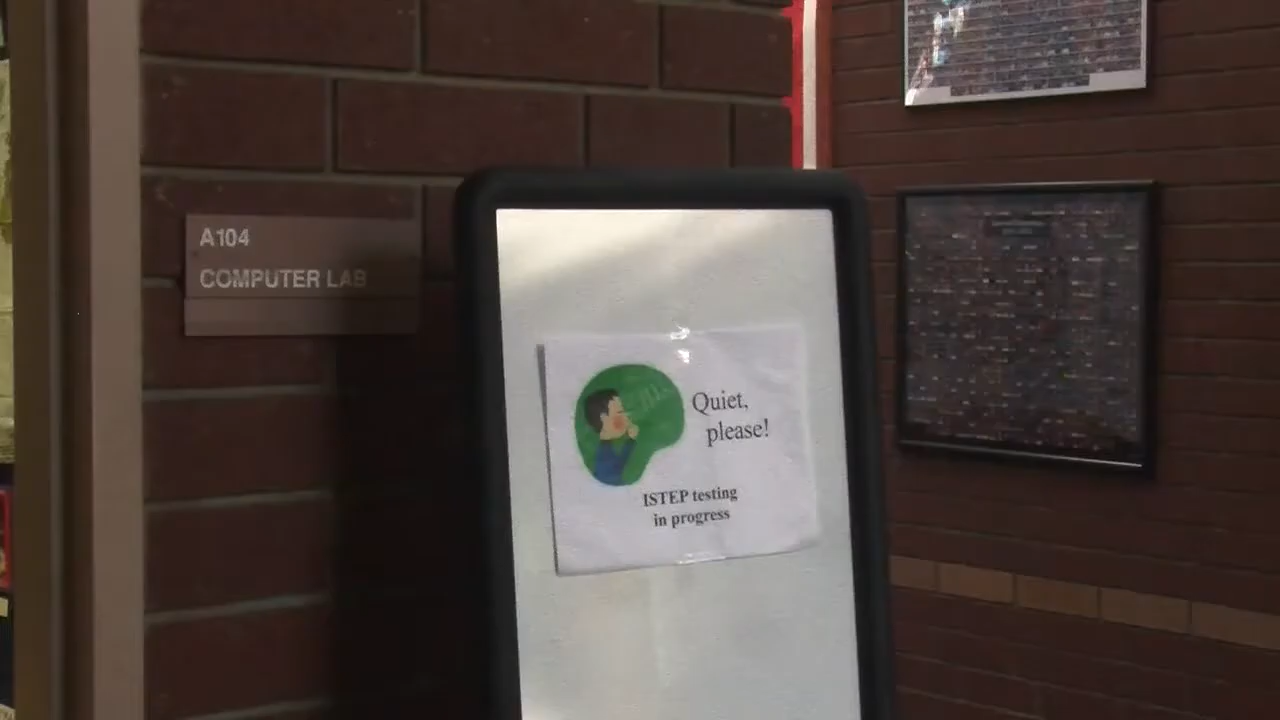 A104
COMPUTER LAB
Quiet,
please!
ISTEP testing
in progress